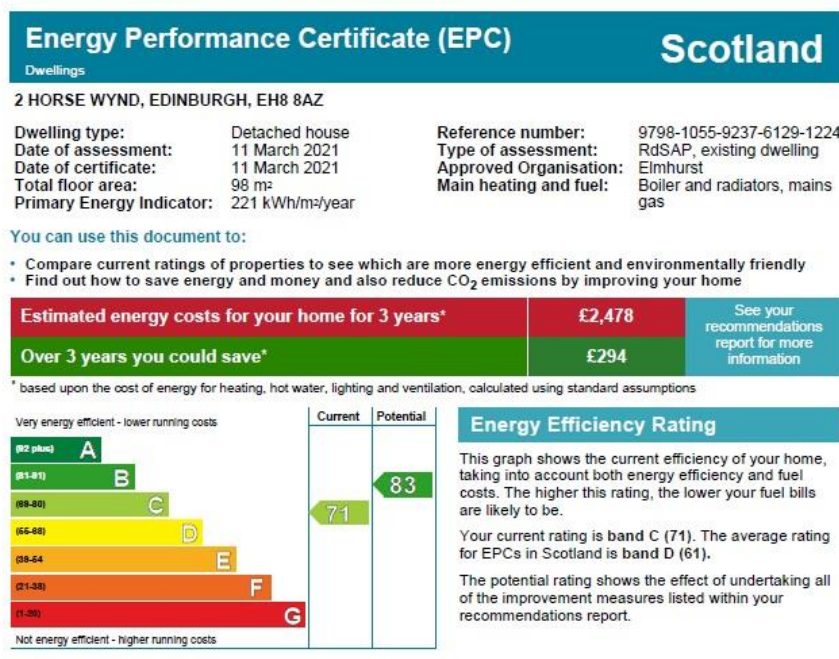 Energy Performance Certificate (EPC)
Scotland
Dwellings
2 HORSE WYND, EDINBURGH, EH8 8AZ
Dwelling type: Detached house
Date of assessment: 11 March 2021
Date of certificate: 11 March 2021
Total floor area: 98 m²
Primary Energy Indicator: 221 kWh/m²/year
Reference number: 9798-1055-9237-6129-1224
Type of assessment: RdSAP, existing dwelling
Approved Organisation: Elmhurst
Main heating and fuel: Boiler and radiators, mains
gas
You can use this document to:
• Compare current ratings of properties to see which are more energy efficient and environmentally friendly
• Find out how to save energy and money and also reduce CO₂ emissions by improving your home
Estimated energy costs for your home for 3 years* £2,478
Over 3 years you could save* £294
See your
recommendations
report for more
information
* based upon the cost of energy for heating, hot water, lighting and ventilation, calculated using standard assumptions
Very energy efficient - lower running costs
Current Potential
(92 plus) A
(81-91) B
83
(69-80) C
71
(55-68) D
(39-54 E
(21-38) F
(1-20) G
Not energy efficient - higher running costs
Energy Efficiency Rating
This graph shows the current efficiency of your home,
taking into account both energy efficiency and fuel
costs. The higher this rating, the lower your fuel bills
are likely to be.
Your current rating is band C (71). The average rating
for EPCs in Scotland is band D (61).
The potential rating shows the effect of undertaking all
of the improvement measures listed within your
recommendations report.